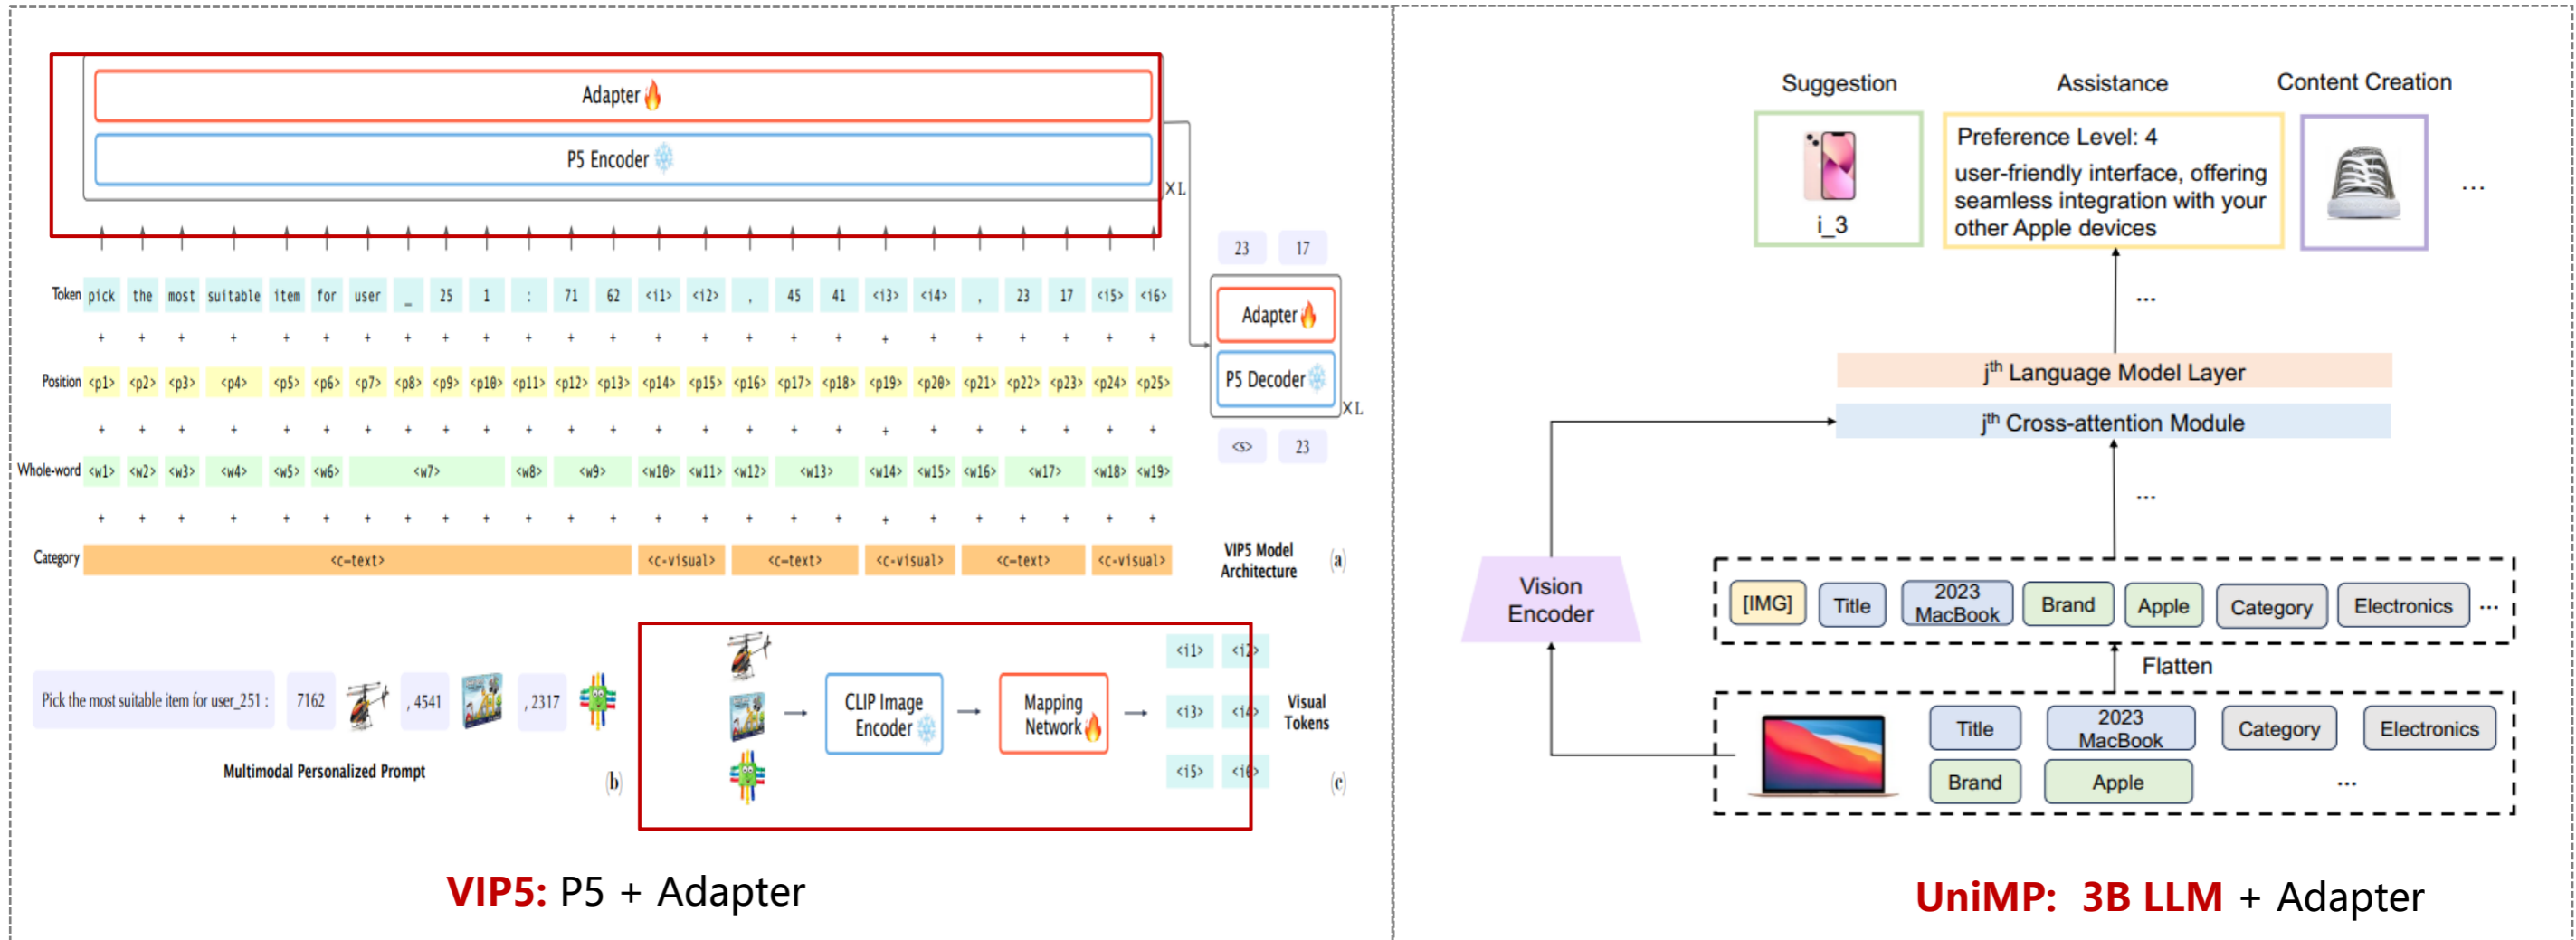 Adapter
P5 Encoder
XL
Token pick the most suitable item for user _ 25 1 : 71 62 <i1> <i2> , 45 41 <i3> <i4> , 23 17 <i5> <i6>
+ + + + + + + + + + + + + + + + + + + + + + + + +
Position <p1> <p2> <p3> <p4> <p5> <p6> <p7> <p8> <p9> <p10> <p11> <p12> <p13> <p14> <p15> <p16> <p17> <p18> <p19> <p20> <p21> <p22> <p23> <p24> <p25>
+ + + + + + + + + + + + + + + + + + + + + + + + +
Whole-word <w1> <w2> <w3> <w4> <w5> <w6> <w7> <w8> <w9> <w10> <w11> <w12> <w13> <w14> <w15> <w16> <w17> <w18> <w19>
+ + + + + + + + + + + + + + + + + + + + + + + + +
Category <c-text> <c-visual> <c-text> <c-visual> <c-text> <c-visual>
23 17
Adapter
P5 Decoder
XL
<s> 23
VIP5 Model
Architecture
(a)
Pick the most suitable item for user_251 : 7162 , 4541 , 2317
Multimodal Personalized Prompt
(b)
CLIP Image
Encoder
Mapping
Network
<i1> <i2>
<i3> <i4>
<i5> <i6>
Visual
Tokens
(c)
VIP5: P5 + Adapter
Suggestion
i_3
Assistance
Preference Level: 4
user-friendly interface, offering
seamless integration with your
other Apple devices
Content Creation
...
...
jth Language Model Layer
jth Cross-attention Module
...
Vision
Encoder
[IMG] Title 2023 MacBook Brand Apple Category Electronics ...
Flatten
Title 2023 MacBook Category Electronics
Brand Apple ...
UniMP: 3B LLM + Adapter